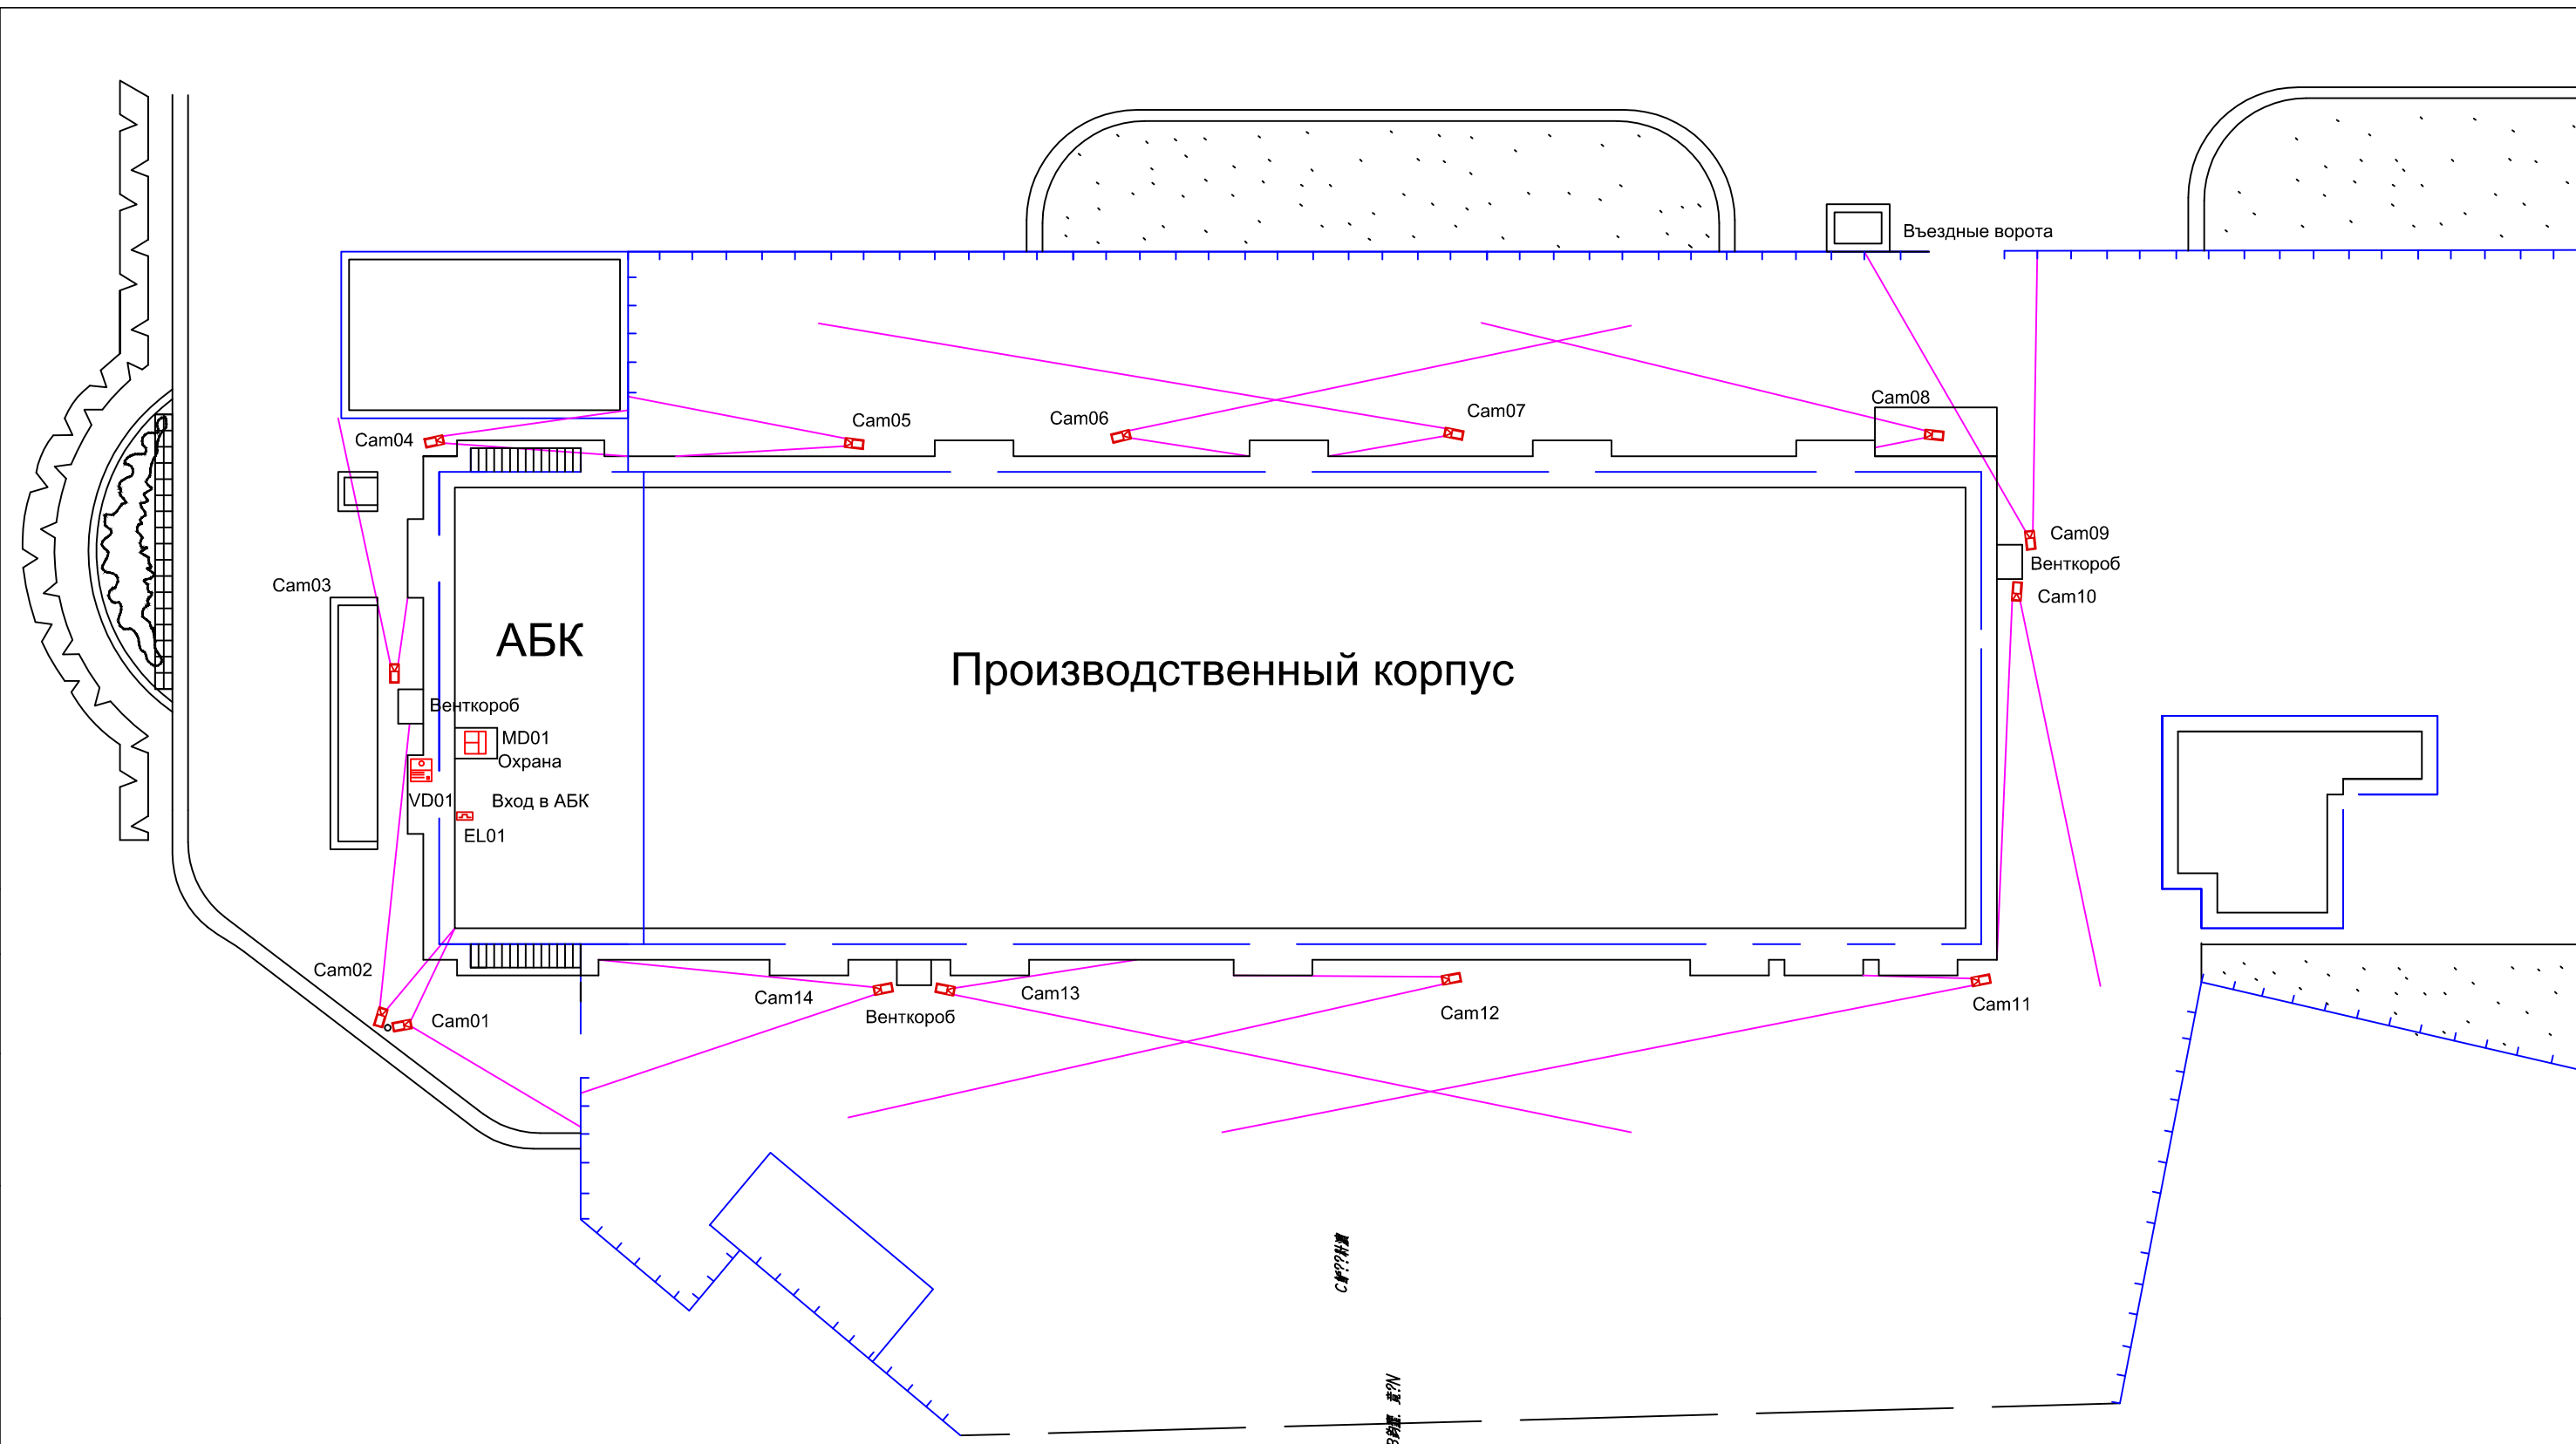 Въездные ворота
Cam08
Cam07
Cam05
Cam06
Cam04
Cam09
Венткороб
Cam03
Cam10
АБК
Производственный корпус
Венткороб
MD01
Охрана
VD01
Вход в АБК
EL01
Cam02
Cam14
Cam13
Cam11
Cam12
Венткороб
Cam01